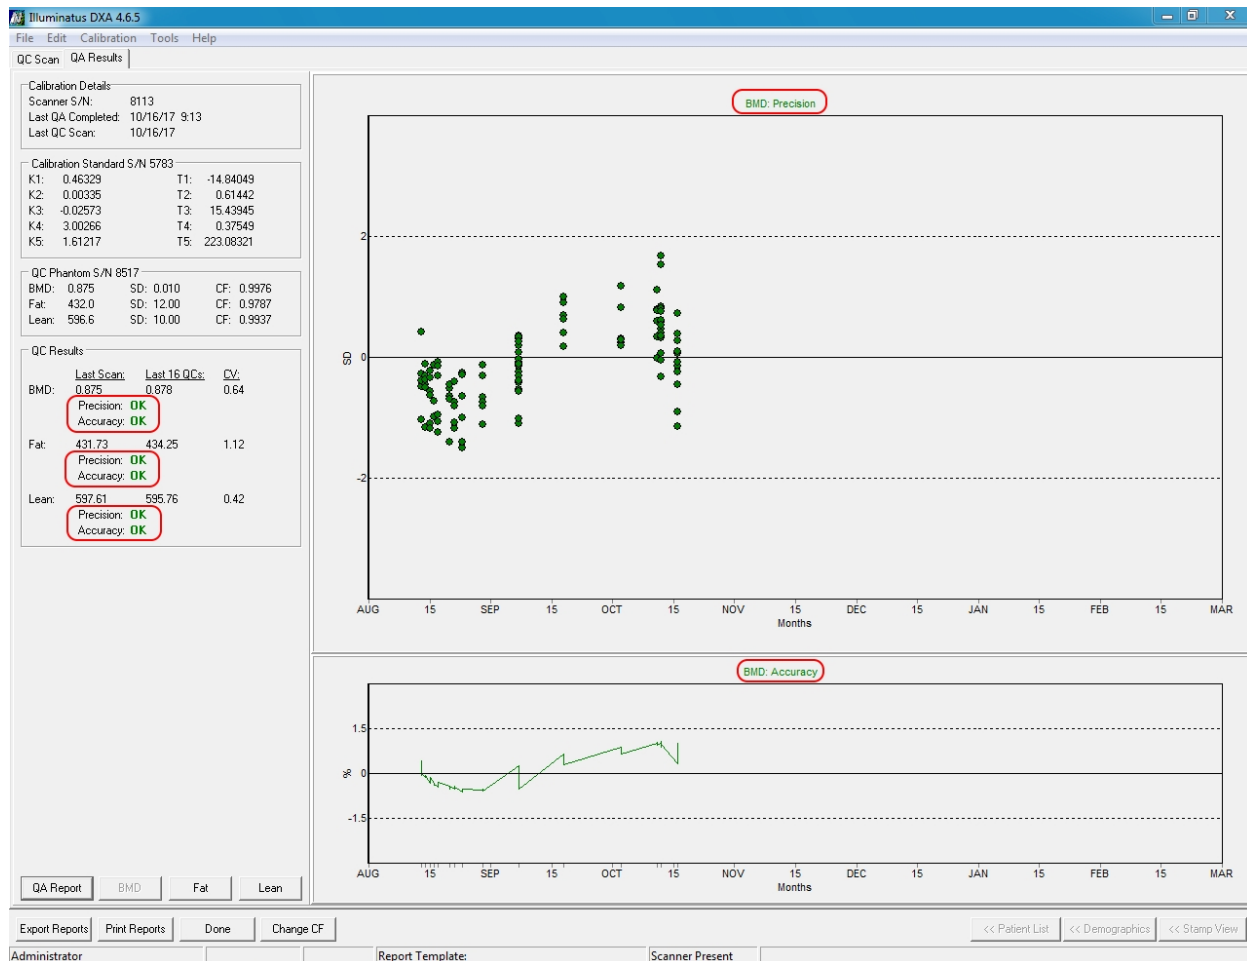 Illuminatus DXA 4.6.5
File Edit Calibration Tools Help
QC Scan QA Results
Calibration Details
Scanner S/N: 8113
Last QA Completed: 10/16/17 9:13
Last QC Scan: 10/16/17
Calibration Standard S/N 5783
K1: 0.46329 T1: -14.84049
K2: 0.00335 T2: 0.61442
K3: -0.02573 T3: 15.43945
K4: 3.00266 T4: 0.37549
K5: 1.61217 T5: 223.08321
QC Phantom S/N 8517
BMD: 0.875 SD: 0.010 CF: 0.9976
Fat: 432.0 SD: 12.00 CF: 0.9787
Lean: 596.6 SD: 10.00 CF: 0.9937
QC Results
Last Scan: Last 16 QCs: CV:
BMD: 0.875 0.878 0.64
Precision: OK
Accuracy: OK
Fat: 431.73 434.25 1.12
Precision: OK
Accuracy: OK
Lean: 597.61 595.76 0.42
Precision: OK
Accuracy: OK
QA Report BMD Fat Lean
BMD: Precision
2
SD 0
-2
AUG 15 SEP 15 OCT 15 NOV 15 DEC 15 JAN 15 FEB 15 MAR
Months
BMD: Accuracy
1.5
% 0
-1.5
AUG 15 SEP 15 OCT 15 NOV 15 DEC 15 JAN 15 FEB 15 MAR
Months
Export Reports Print Reports Done Change CF << Patient List << Demographics << Stamp View
Administrator Report Template: Scanner Present